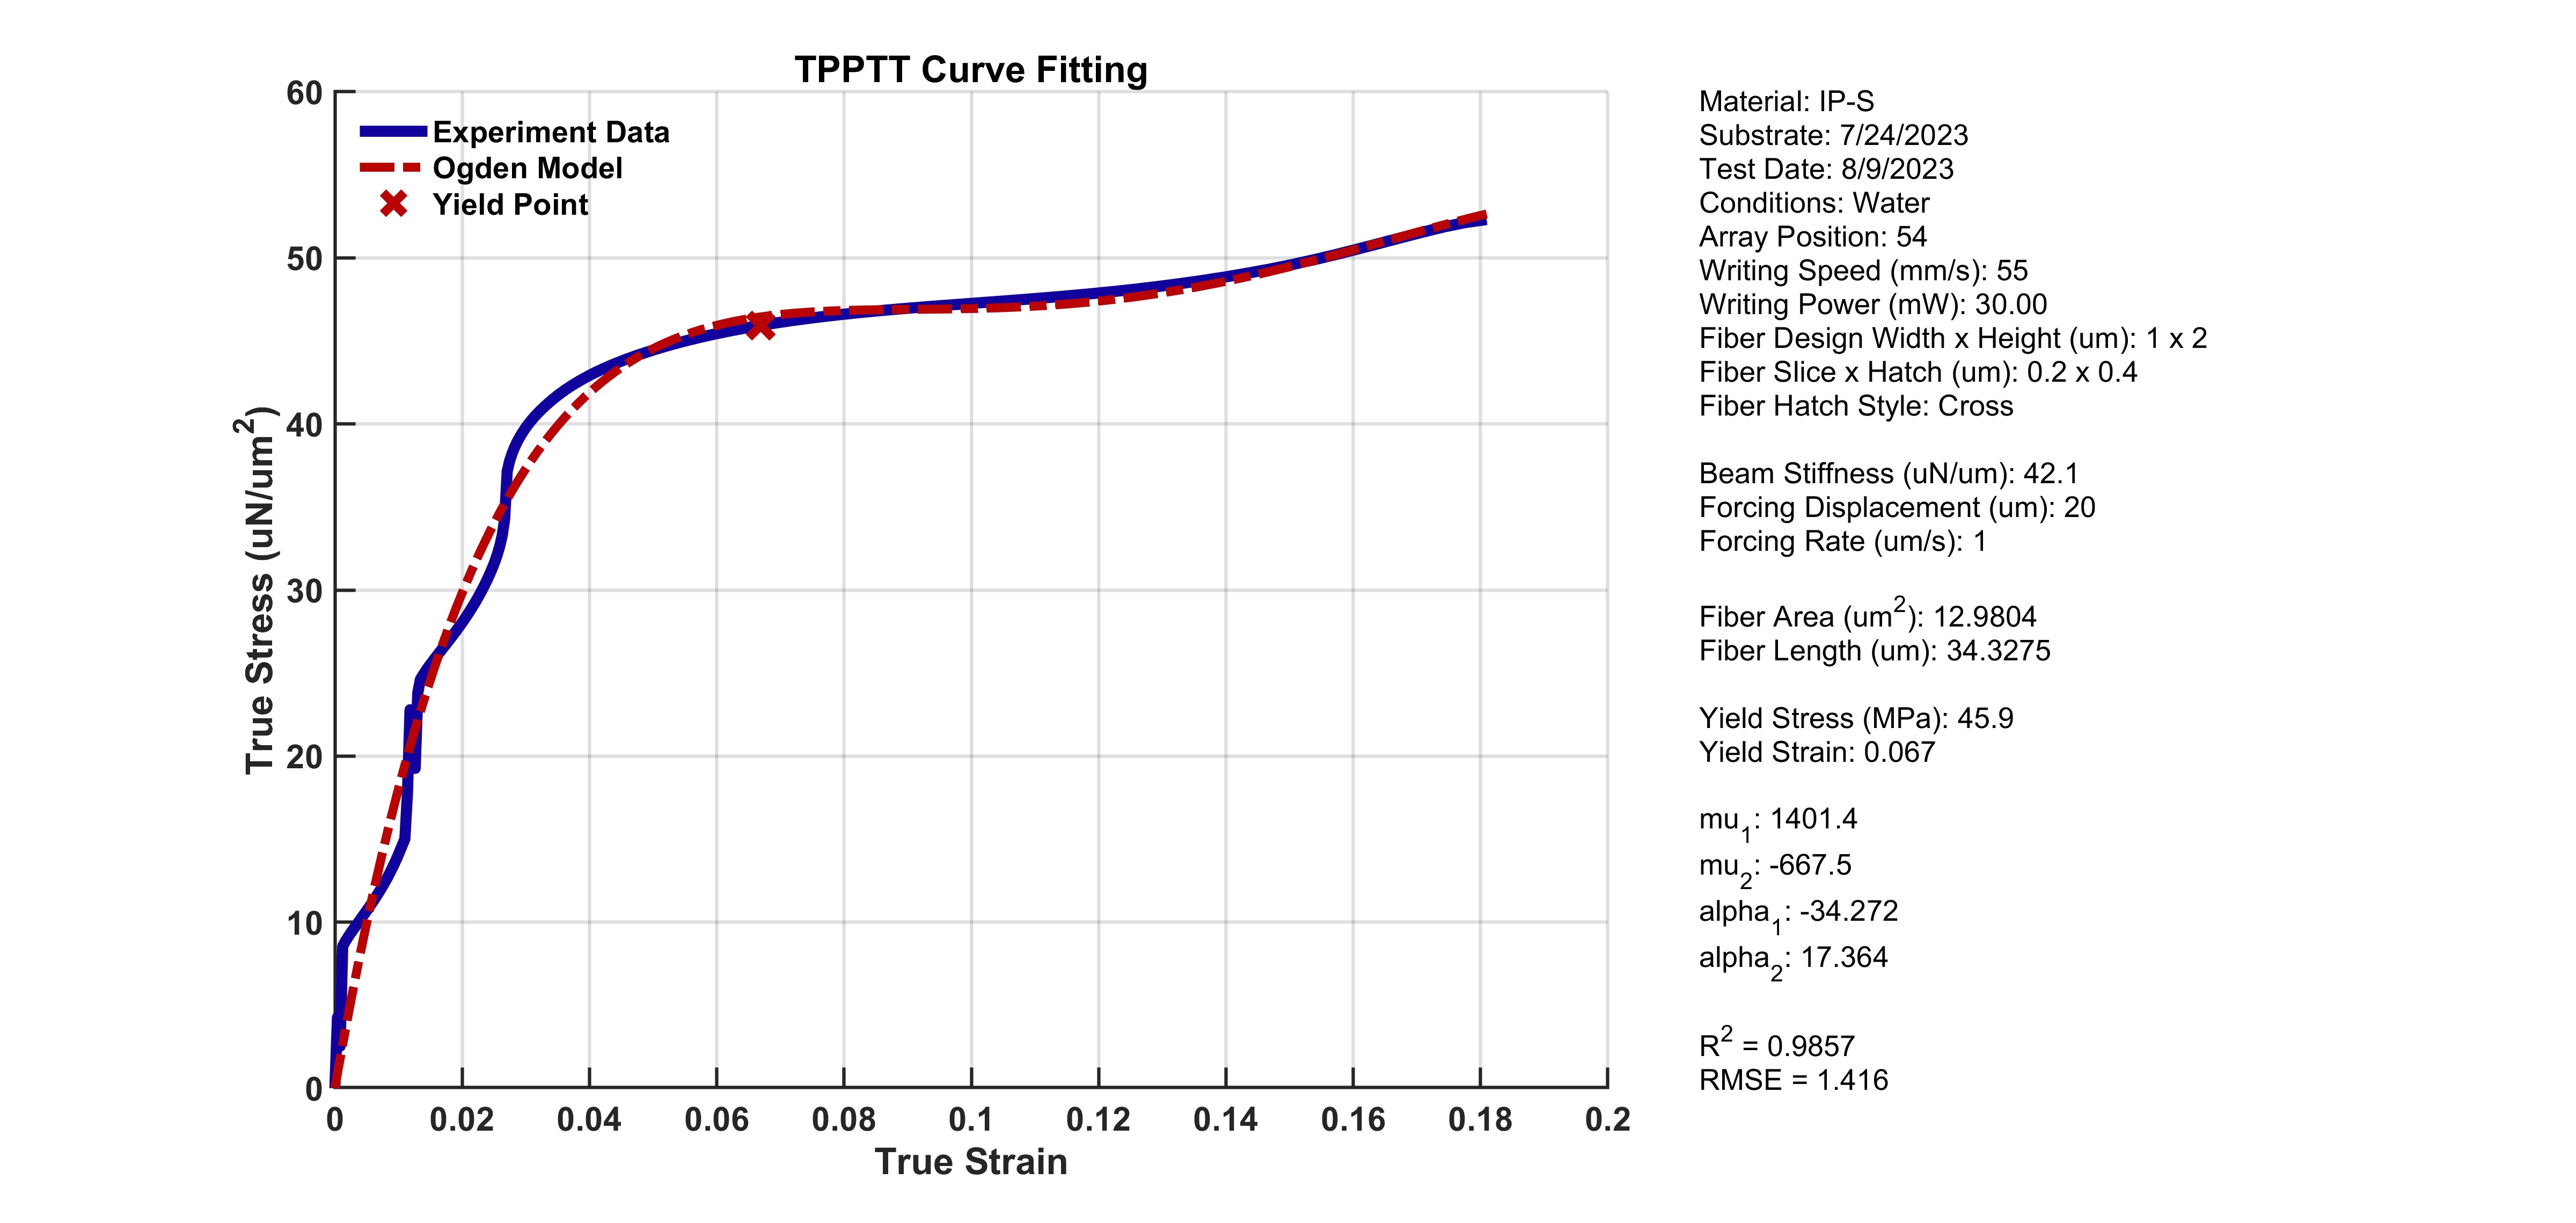 TPPTT Curve Fitting
60
50
40
30
20
10
0
True Stress (uN/um²)
Experiment Data
Ogden Model
Yield Point
0 0.02 0.04 0.06 0.08 0.1 0.12 0.14 0.16 0.18 0.2
True Strain
Material: IP-S
Substrate: 7/24/2023
Test Date: 8/9/2023
Conditions: Water
Array Position: 54
Writing Speed (mm/s): 55
Writing Power (mW): 30.00
Fiber Design Width x Height (um): 1 x 2
Fiber Slice x Hatch (um): 0.2 x 0.4
Fiber Hatch Style: Cross
Beam Stiffness (uN/um): 42.1
Forcing Displacement (um): 20
Forcing Rate (um/s): 1
Fiber Area (um²): 12.9804
Fiber Length (um): 34.3275
Yield Stress (MPa): 45.9
Yield Strain: 0.067
mu₁: 1401.4
mu₂: -667.5
alpha₁: -34.272
alpha₂: 17.364
R² = 0.9857
RMSE = 1.416